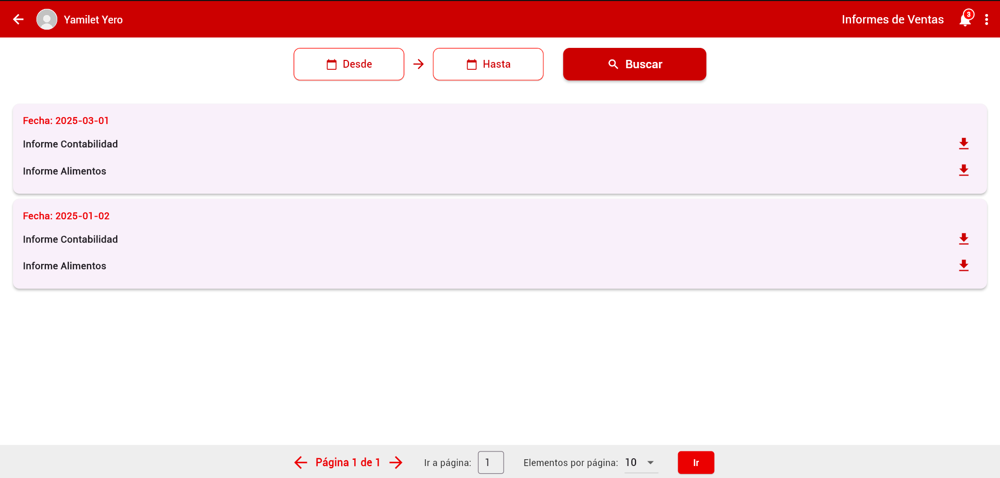 Yamilet Yero
Informes de Ventas
3
Desde
Hasta
Buscar
Fecha: 2025-03-01
Informe Contabilidad
Informe Alimentos
Fecha: 2025-01-02
Informe Contabilidad
Informe Alimentos
Página 1 de 1
Ir a página: 1
Elementos por página: 10
Ir